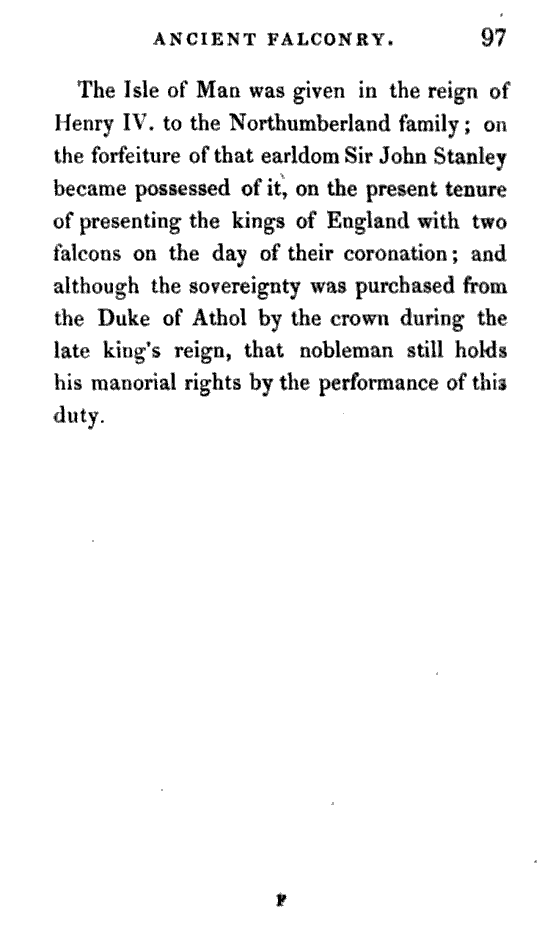 ANCIENT FALCONRY. 97
The Isle of Man was given in the reign of
Henry IV. to the Northumberland family; on
the forfeiture of that earldom Sir John Stanley
became possessed of it, on the present tenure
of presenting the kings of England with two
falcons on the day of their coronation; and
although the sovereignty was purchased from
the Duke of Athol by the crown during the
late king's reign, that nobleman still holds
his manorial rights by the performance of this
duty.
F